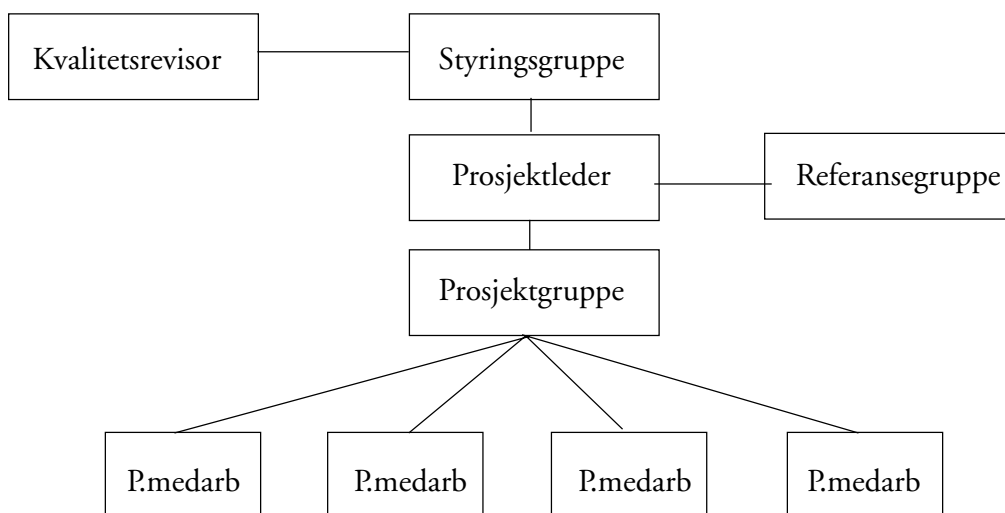 Kvalitetsrevisor
Styringsgruppe
Prosjektleder
Referansegruppe
Prosjektgruppe
P.medarb
P.medarb
P.medarb
P.medarb